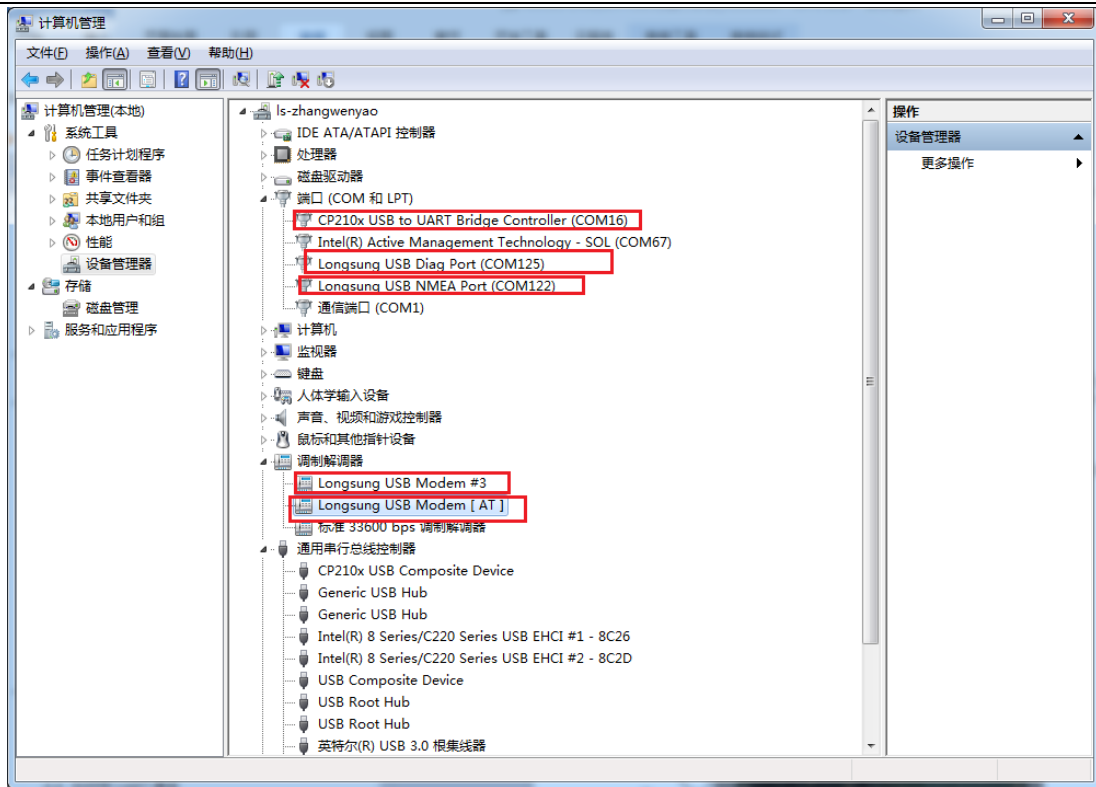 计算机管理
文件(F) 操作(A) 查看(V) 帮助(H)
计算机管理(本地)
系统工具
任务计划程序
事件查看器
共享文件夹
本地用户和组
性能
设备管理器
存储
磁盘管理
服务和应用程序
ls-zhangwenyao
IDE ATA/ATAPI 控制器
处理器
磁盘驱动器
端口 (COM 和 LPT)
CP210x USB to UART Bridge Controller (COM16)
Intel(R) Active Management Technology - SOL (COM67)
Longsung USB Diag Port (COM125)
Longsung USB NMEA Port (COM122)
通信端口 (COM1)
计算机
监视器
键盘
人体学输入设备
声音、视频和游戏控制器
鼠标和其他指针设备
调制解调器
Longsung USB Modem #3
Longsung USB Modem [ AT ]
标准 33600 bps 调制解调器
通用串行总线控制器
CP210x USB Composite Device
Generic USB Hub
Generic USB Hub
Intel(R) 8 Series/C220 Series USB EHCI #1 - 8C26
Intel(R) 8 Series/C220 Series USB EHCI #2 - 8C2D
USB Composite Device
USB Root Hub
USB Root Hub
英特尔(R) USB 3.0 根集线器
操作
设备管理器
更多操作